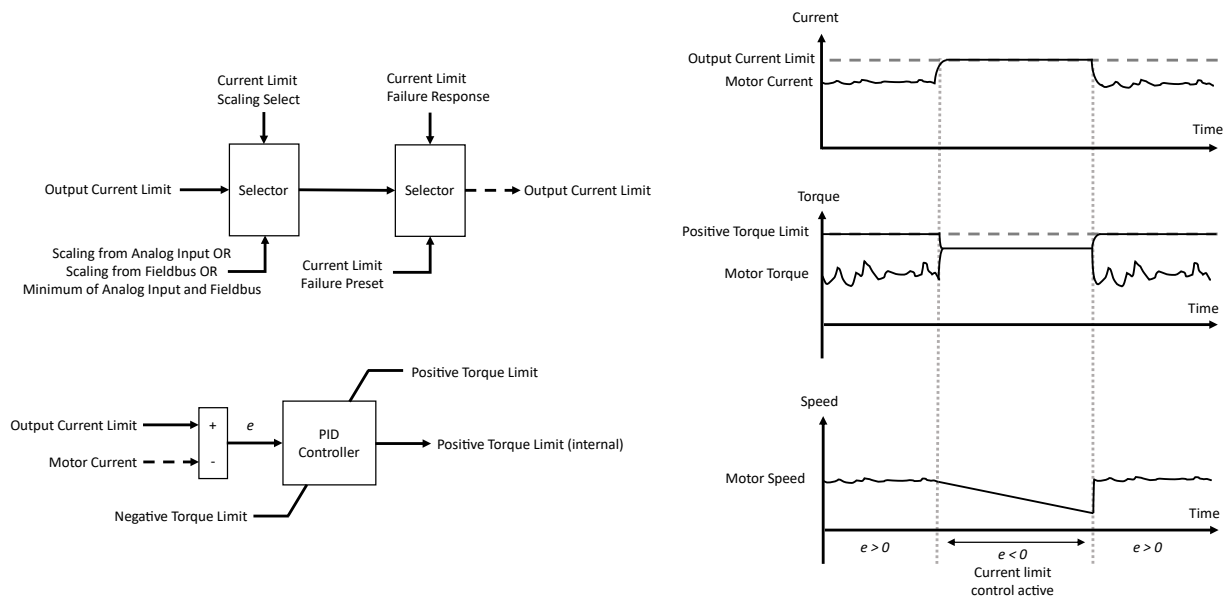 Current Limit
Scaling Select
Current Limit
Failure Response
Output Current Limit
Selector
Selector
Output Current Limit
Scaling from Analog Input OR
Scaling from Fieldbus OR
Minimum of Analog Input and Fieldbus
Current Limit
Failure Preset
Positive Torque Limit
Output Current Limit
+
e
PID
Controller
Positive Torque Limit (internal)
Motor Current
-
Negative Torque Limit
Current
Output Current Limit
Motor Current
Time
Torque
Positive Torque Limit
Motor Torque
Time
Speed
Motor Speed
Time
e > 0
e < 0
e > 0
Current limit
control active